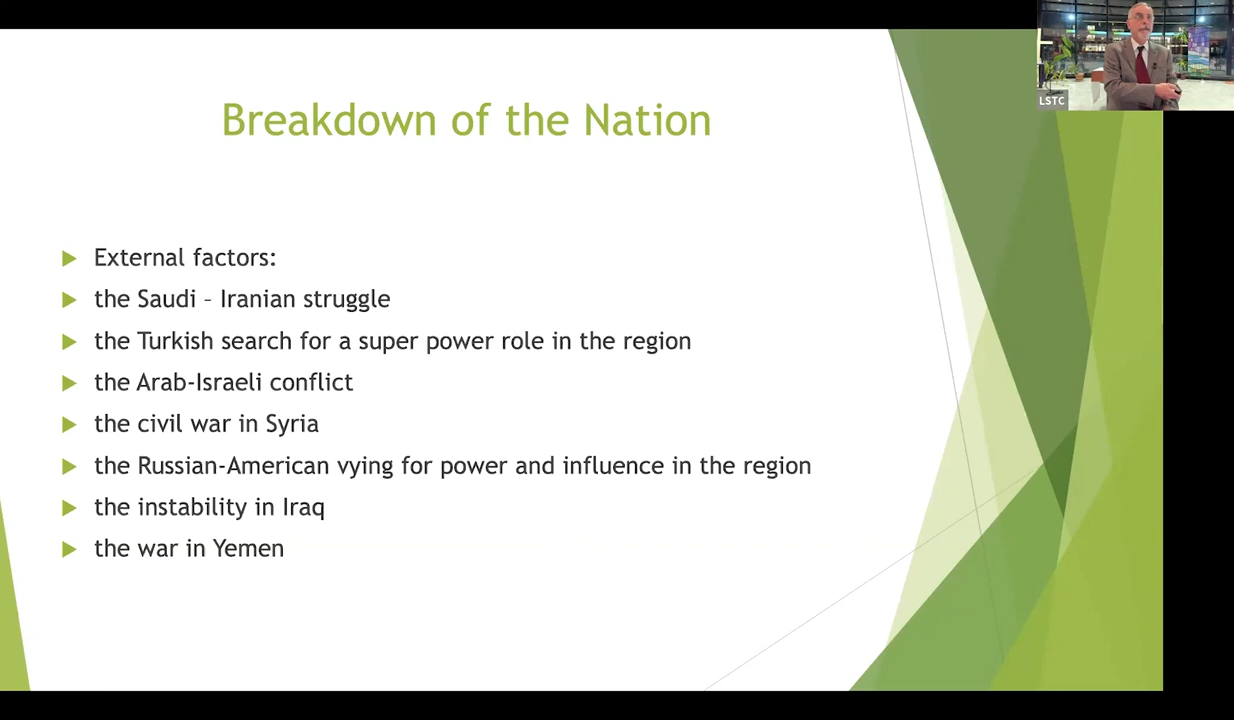 Breakdown of the Nation
External factors:
the Saudi – Iranian struggle
the Turkish search for a super power role in the region
the Arab-Israeli conflict
the civil war in Syria
the Russian-American vying for power and influence in the region
the instability in Iraq
the war in Yemen
LSTC